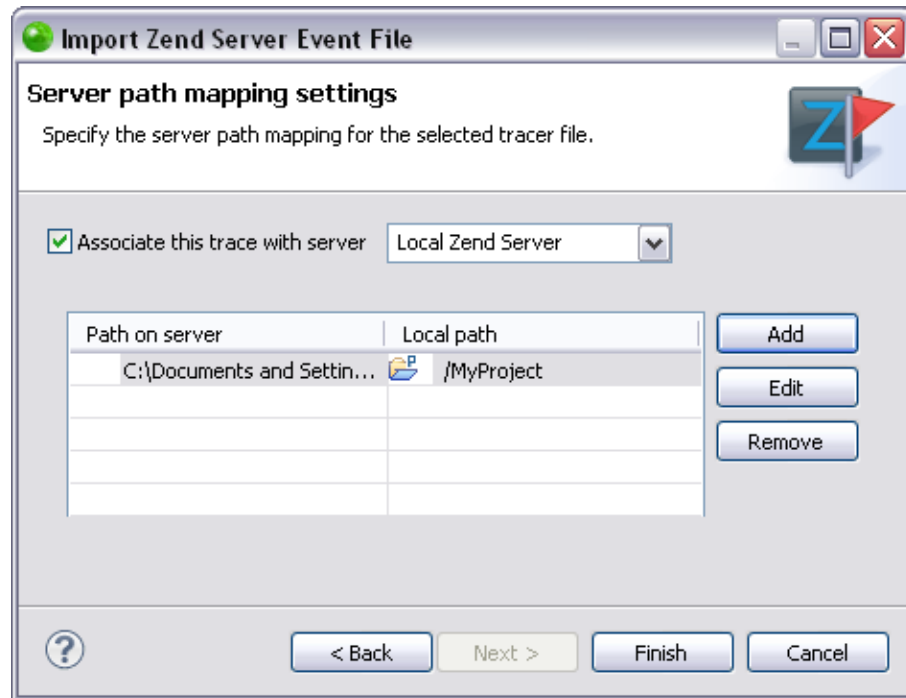 Import Zend Server Event File
Server path mapping settings
Specify the server path mapping for the selected tracer file.
Z
Associate this trace with server Local Zend Server
Path on server Local path Add
C:\Documents and Settin... /MyProject
Edit
Remove
? < Back Next > Finish Cancel